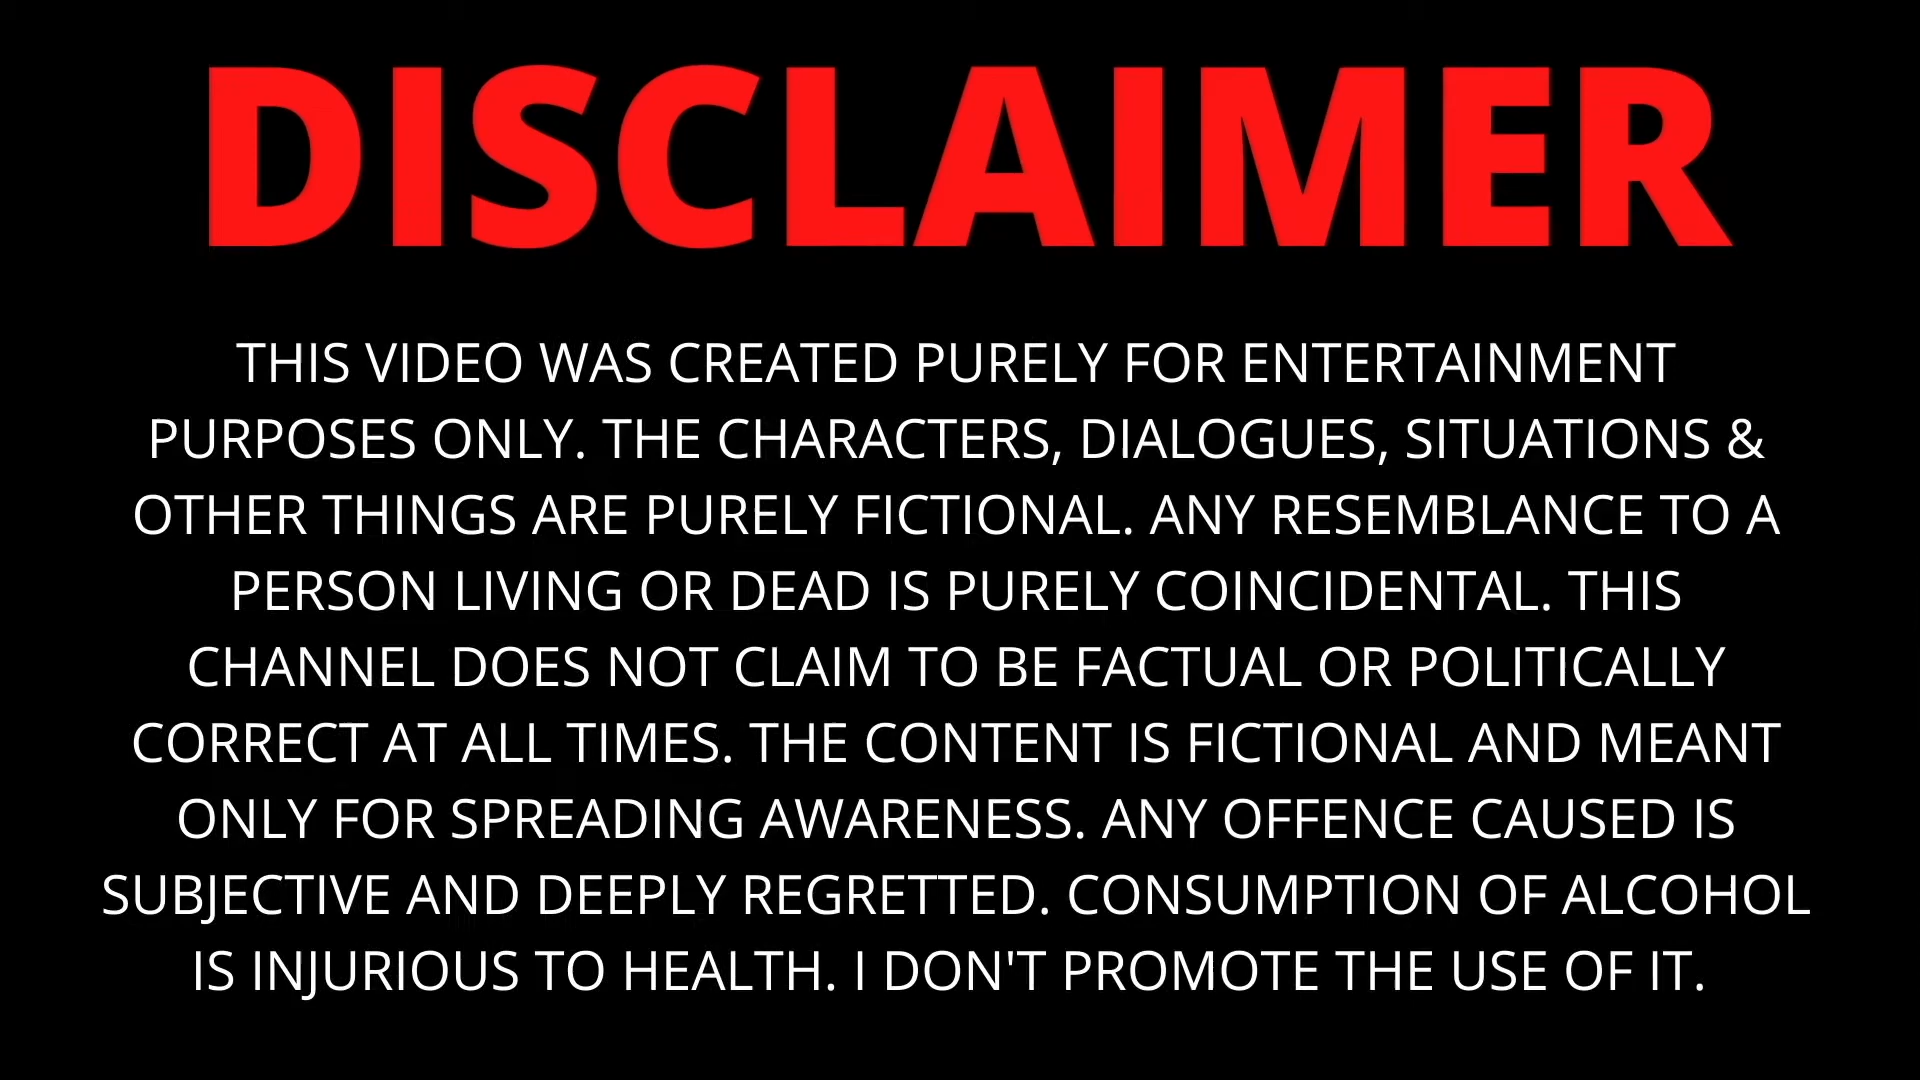 DISCLAIMER
THIS VIDEO WAS CREATED PURELY FOR ENTERTAINMENT
PURPOSES ONLY. THE CHARACTERS, DIALOGUES, SITUATIONS &
OTHER THINGS ARE PURELY FICTIONAL. ANY RESEMBLANCE TO A
PERSON LIVING OR DEAD IS PURELY COINCIDENTAL. THIS
CHANNEL DOES NOT CLAIM TO BE FACTUAL OR POLITICALLY
CORRECT AT ALL TIMES. THE CONTENT IS FICTIONAL AND MEANT
ONLY FOR SPREADING AWARENESS. ANY OFFENCE CAUSED IS
SUBJECTIVE AND DEEPLY REGRETTED. CONSUMPTION OF ALCOHOL
IS INJURIOUS TO HEALTH. I DON'T PROMOTE THE USE OF IT.